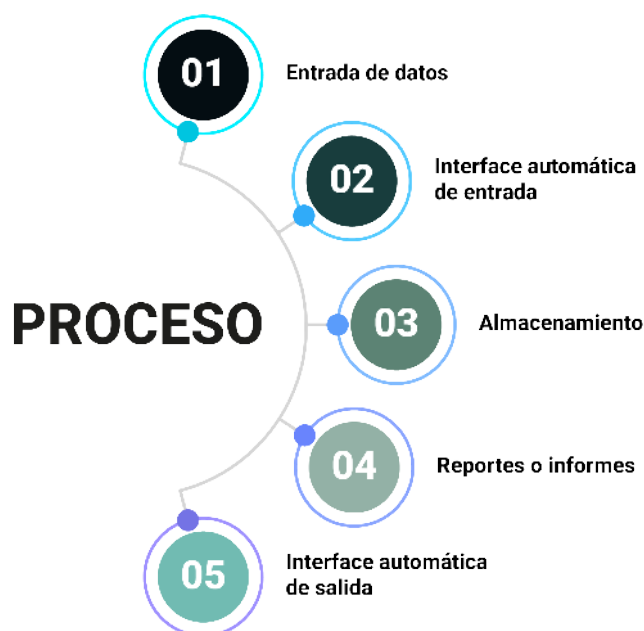 01
Entrada de datos
02
Interface automática
de entrada
PROCESO
03
Almacenamiento
04
Reportes o informes
05
Interface automática
de salida